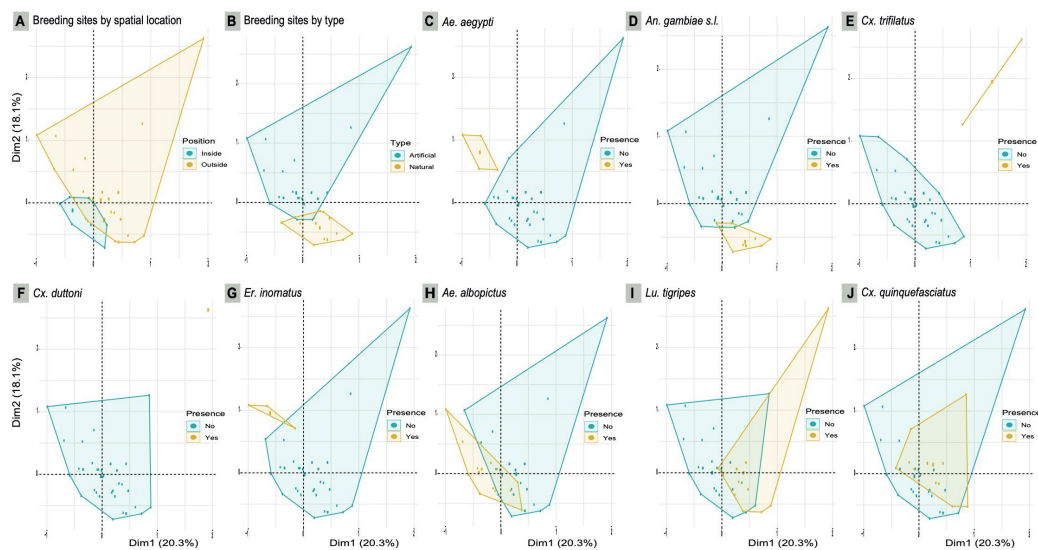 A Breeding sites by spatial location
B Breeding sites by type
C Ae. aegypti
D An. gambiae s.l.
E Cx. trifilatus
Dim2 (18.1%)
Position
Inside
Outside
Type
Artificial
Natural
Presence
No
Yes
Presence
No
Yes
Presence
No
Yes
F Cx. duttoni
G Er. inornatus
H Ae. albopictus
I Lu. tigripes
J Cx. quinquefasciatus
Dim2 (18.1%)
Presence
No
Yes
Presence
No
Yes
Presence
No
Yes
Presence
No
Yes
Presence
No
Yes
Dim1 (20.3%)
Dim1 (20.3%)
Dim1 (20.3%)
Dim1 (20.3%)
Dim1 (20.3%)